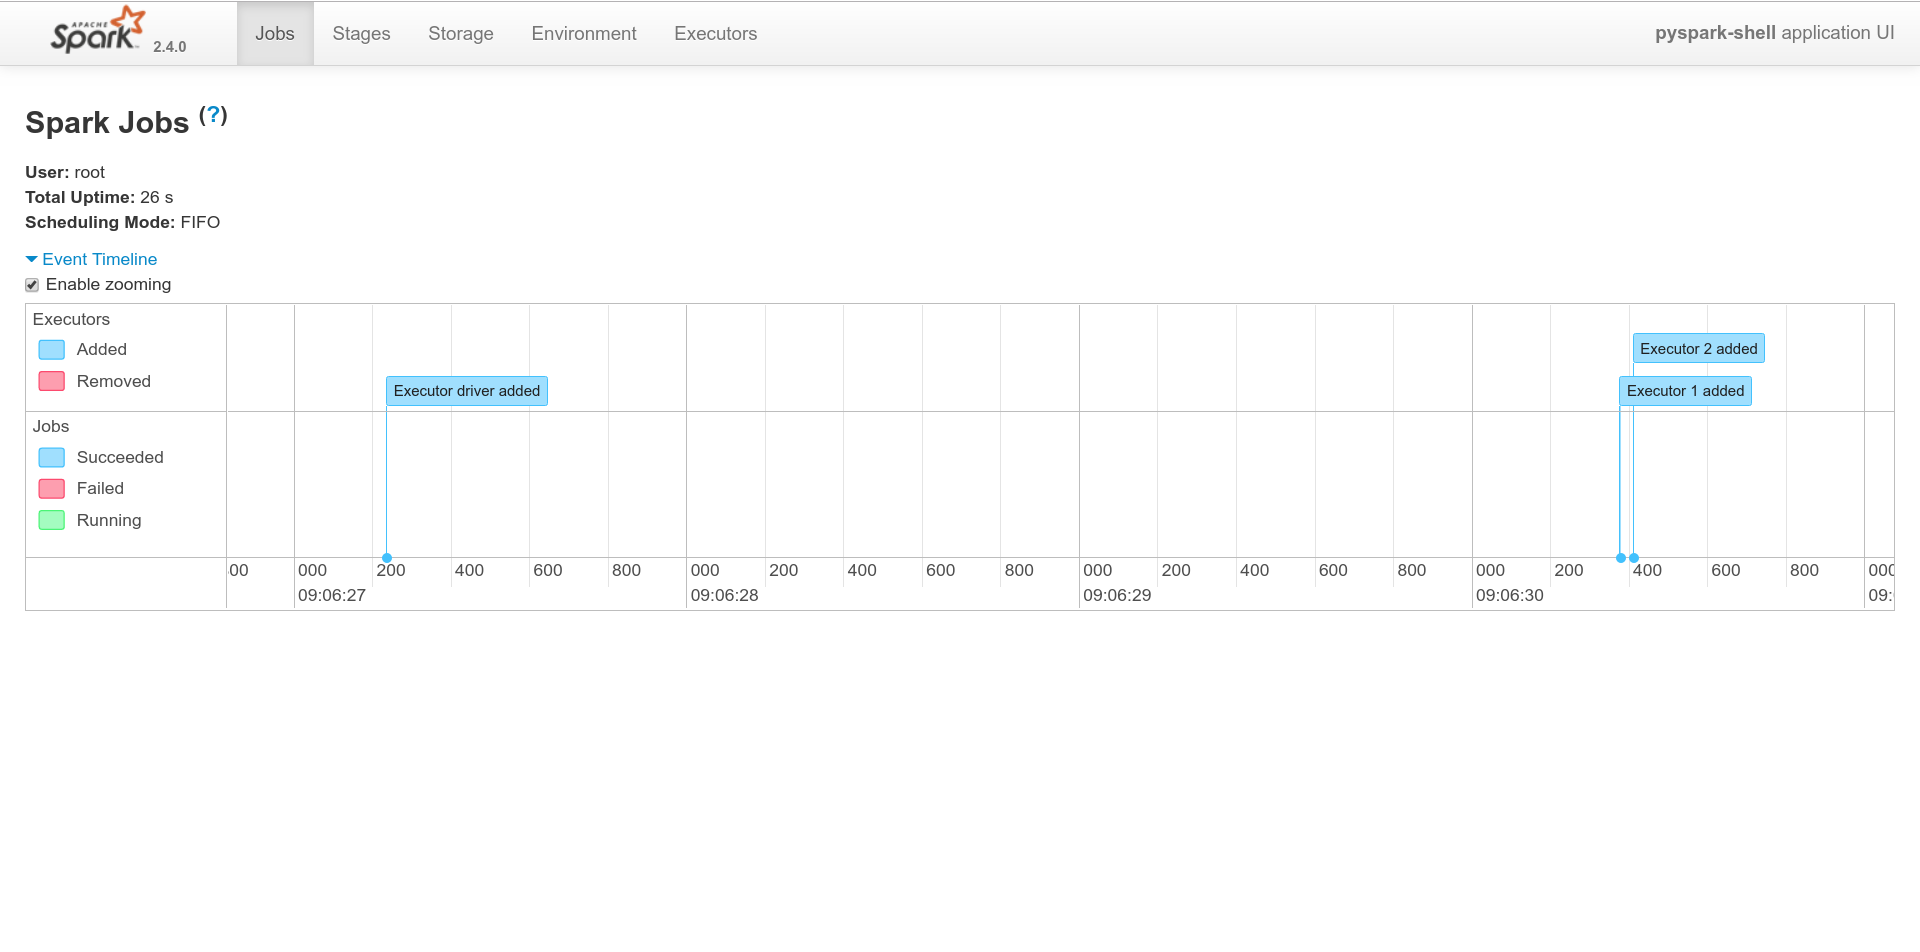 APACHE
Spark 2.4.0 Jobs Stages Storage Environment Executors pyspark-shell application UI
Spark Jobs (?)
User: root
Total Uptime: 26 s
Scheduling Mode: FIFO
Event Timeline
Enable zooming
Executors
Added
Removed
Executor driver added
Executor 2 added
Executor 1 added
Jobs
Succeeded
Failed
Running
00 000 200 400 600 800 000 200 400 600 800 000 200 400 600 800 000 200 400 600 800 000
09:06:27 09:06:28 09:06:29 09:06:30 09: